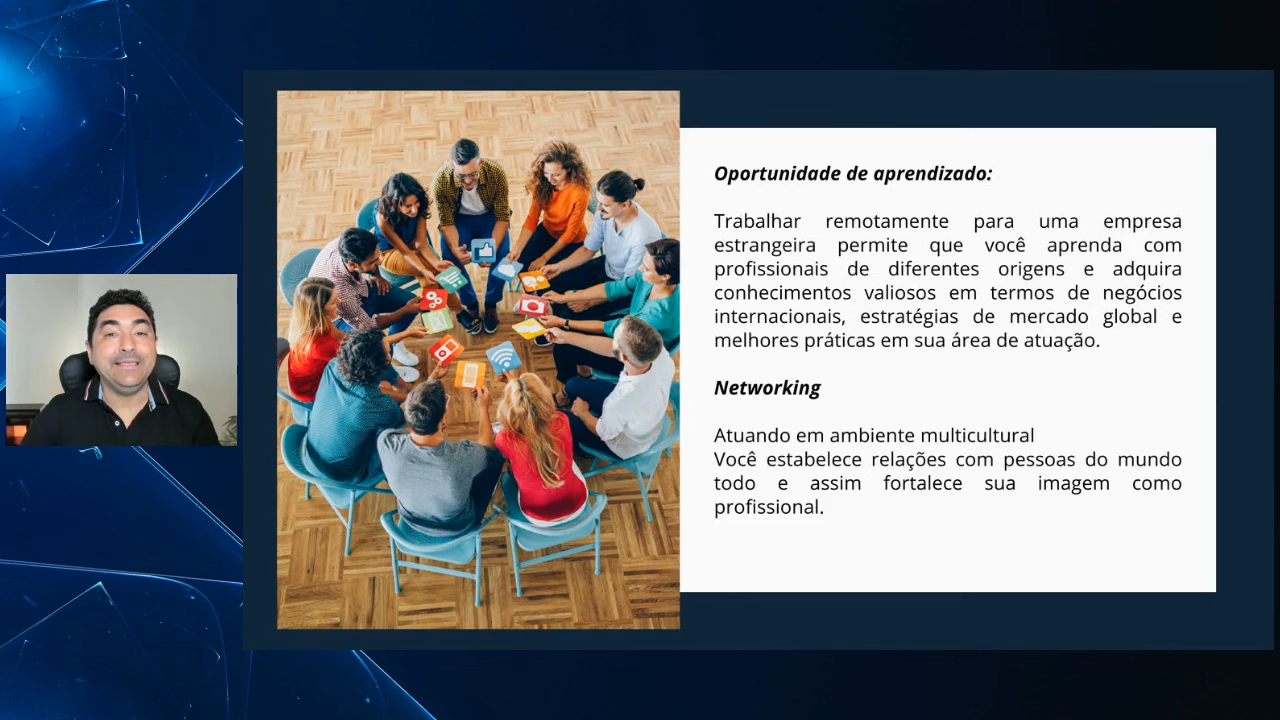 Oportunidade de aprendizado:
Trabalhar remotamente para uma empresa
estrangeira permite que você aprenda com
profissionais de diferentes origens e adquira
conhecimentos valiosos em termos de negócios
internacionais, estratégias de mercado global e
melhores práticas em sua área de atuação.
Networking
Atuando em ambiente multicultural
Você estabelece relações com pessoas do mundo
todo e assim fortalece sua imagem como
profissional.